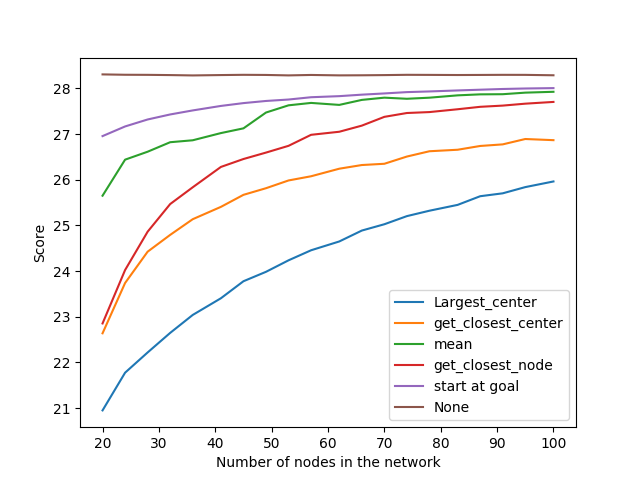 28
27
26
25
24
23
22
21
Score
20 30 40 50 60 70 80 90 100
Number of nodes in the network
Largest_center
get_closest_center
mean
get_closest_node
start at goal
None